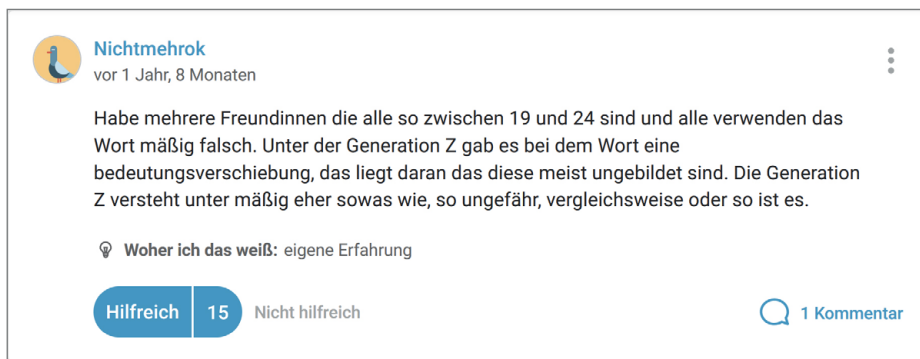 Nichtmehrok
vor 1 Jahr, 8 Monaten
Habe mehrere Freundinnen die alle so zwischen 19 und 24 sind und alle verwenden das
Wort mäßig falsch. Unter der Generation Z gab es bei dem Wort eine
bedeutungsverschiebung, das liegt daran das diese meist ungebildet sind. Die Generation
Z versteht unter mäßig eher sowas wie, so ungefähr, vergleichsweise oder so ist es.
Woher ich das weiß: eigene Erfahrung
Hilfreich 15 Nicht hilfreich 1 Kommentar